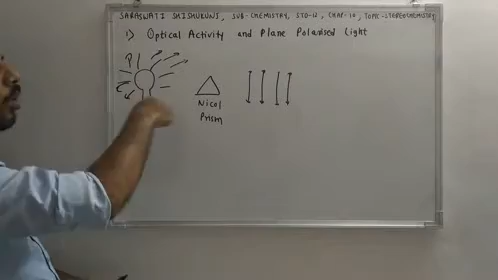 SARASWATI SHISHUKUNJ, SUB-CHEMISTRY, STD-12, CHAP-10, TOPIC-STEREOCHEMISTRY
1) Optical Activity and Plane Polarised Light
Nicol
Prism